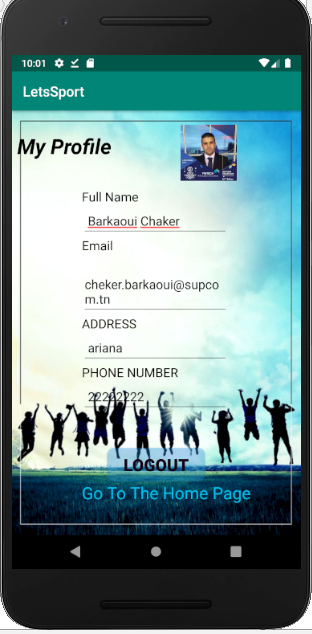 10:01
LetsSport
My Profile
Full Name
Barkaoui Chaker
Email
cheker.barkaoui@supco
m.tn
ADDRESS
ariana
PHONE NUMBER
22222222
LOGOUT
Go To The Home Page